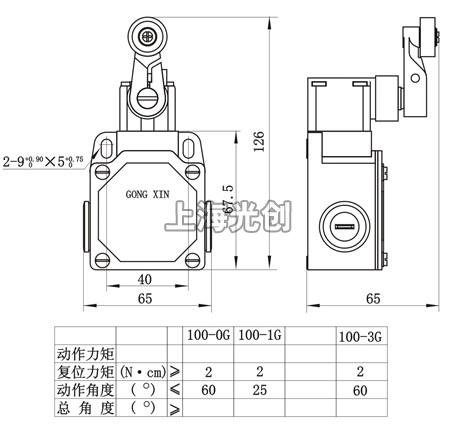 126
2-9+0.90 0×5+0.75 0
GONG XIN
67.5
上海光创
40
65
65
100-0G 100-1G 100-3G
动作力矩
复位力矩 (N·cm) ≥ 2 2 2
动作角度 (°) ≤ 60 25 60
总角度 (°) ≥